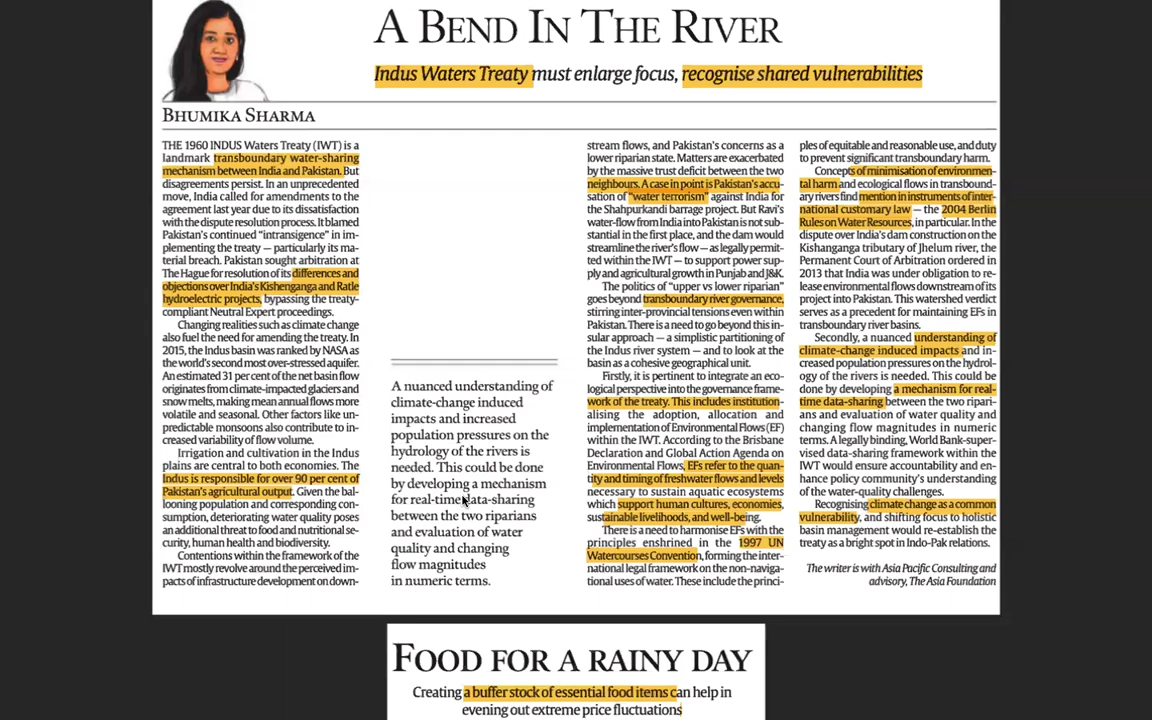 A BEND IN THE RIVER
Indus Waters Treaty must enlarge focus, recognise shared vulnerabilities
BHUMIKA SHARMA
THE 1960 INDUS Waters Treaty (IWT) is a
landmark transboundary water-sharing
mechanism between India and Pakistan. But
disagreements persist. In an unprecedented
move, India called for amendments to the
agreement last year due to its dissatisfaction
with the dispute resolution process. It blamed
Pakistan's continued "intransigence" in im-
plementing the treaty — particularly its ma-
terial breach. Pakistan sought arbitration at
The Hague for resolution of its differences and
objections over India's Kishenganga and Ratle
hydroelectric projects, bypassing the treaty-
compliant Neutral Expert proceedings.
Changing realities such as climate change
also fuel the need for amending the treaty. In
2015, the Indus basin was ranked by NASA as
the world's second most over-stressed aquifer.
An estimated 31 per cent of the net basin flow
originates from climate-impacted glaciers and
snow melts, making mean annual flows more
volatile and seasonal. Other factors like un-
predictable monsoons also contribute to in-
creased variability of flow volume.
Irrigation and cultivation in the Indus
plains are central to both economies. The
Indus is responsible for over 90 per cent of
Pakistan's agricultural output. Given the bal-
looning population and corresponding con-
sumption, deteriorating water quality poses
an additional threat to food and nutritional se-
curity, human health and biodiversity.
Contentions within the framework of the
IWT mostly revolve around the perceived im-
pacts of infrastructure development on down-
A nuanced understanding of
climate-change induced
impacts and increased
population pressures on the
hydrology of the rivers is
needed. This could be done
by developing a mechanism
for real-time data-sharing
between the two riparians
and evaluation of water
quality and changing
flow magnitudes
in numeric terms.
stream flows, and Pakistan's concerns as a
lower riparian state. Matters are exacerbated
by the massive trust deficit between the two
neighbours. A case in point is Pakistan's accu-
sation of "water terrorism" against India for
the Shahpurkandi barrage project. But Ravi's
water-flow from India into Pakistan is not sub-
stantial in the first place, and the dam would
streamline the river's flow — as legally permit-
ted within the IWT — to support power sup-
ply and agricultural growth in Punjab and J&K.
The politics of "upper vs lower riparian"
goes beyond transboundary river governance,
stirring inter-provincial tensions even within
Pakistan. There is a need to go beyond this in-
sular approach — a simplistic partitioning of
the Indus river system — and to look at the
basin as a cohesive geographical unit.
Firstly, it is pertinent to integrate an eco-
logical perspective into the governance frame-
work of the treaty. This includes institution-
alising the adoption, allocation and
implementation of Environmental Flows (EF)
within the IWT. According to the Brisbane
Declaration and Global Action Agenda on
Environmental Flows, EFs refer to the quan-
tity and timing of freshwater flows and levels
necessary to sustain aquatic ecosystems
which support human cultures, economies,
sustainable livelihoods, and well-being.
There is a need to harmonise EFs with the
principles enshrined in the 1997 UN
Watercourses Convention, forming the inter-
national legal framework on the non-naviga-
tional uses of water. These include the princi-
ples of equitable and reasonable use, and duty
to prevent significant transboundary harm.
Concepts of minimisation of environmen-
tal harm and ecological flows in transbound-
ary rivers find mention in instruments of inter-
national customary law — the 2004 Berlin
Rules on Water Resources, in particular. In the
dispute over India's dam construction on the
Kishanganga tributary of Jhelum river, the
Permanent Court of Arbitration ordered in
2013 that India was under obligation to re-
lease environmental flows downstream of its
project into Pakistan. This watershed verdict
serves as a precedent for maintaining EFs in
transboundary river basins.
Secondly, a nuanced understanding of
climate-change induced impacts and in-
creased population pressures on the hydrol-
ogy of the rivers is needed. This could be
done by developing a mechanism for real-
time data-sharing between the two ripari-
ans and evaluation of water quality and
changing flow magnitudes in numeric
terms. A legally binding, World Bank-super-
vised data-sharing framework within the
IWT would ensure accountability and en-
hance policy community's understanding
of the water-quality challenges.
Recognising climate change as a common
vulnerability, and shifting focus to holistic
basin management would re-establish the
treaty as a bright spot in Indo-Pak relations.
The writer is with Asia Pacific Consulting and
advisory, The Asia Foundation
FOOD FOR A RAINY DAY
Creating a buffer stock of essential food items can help in
evening out extreme price fluctuations